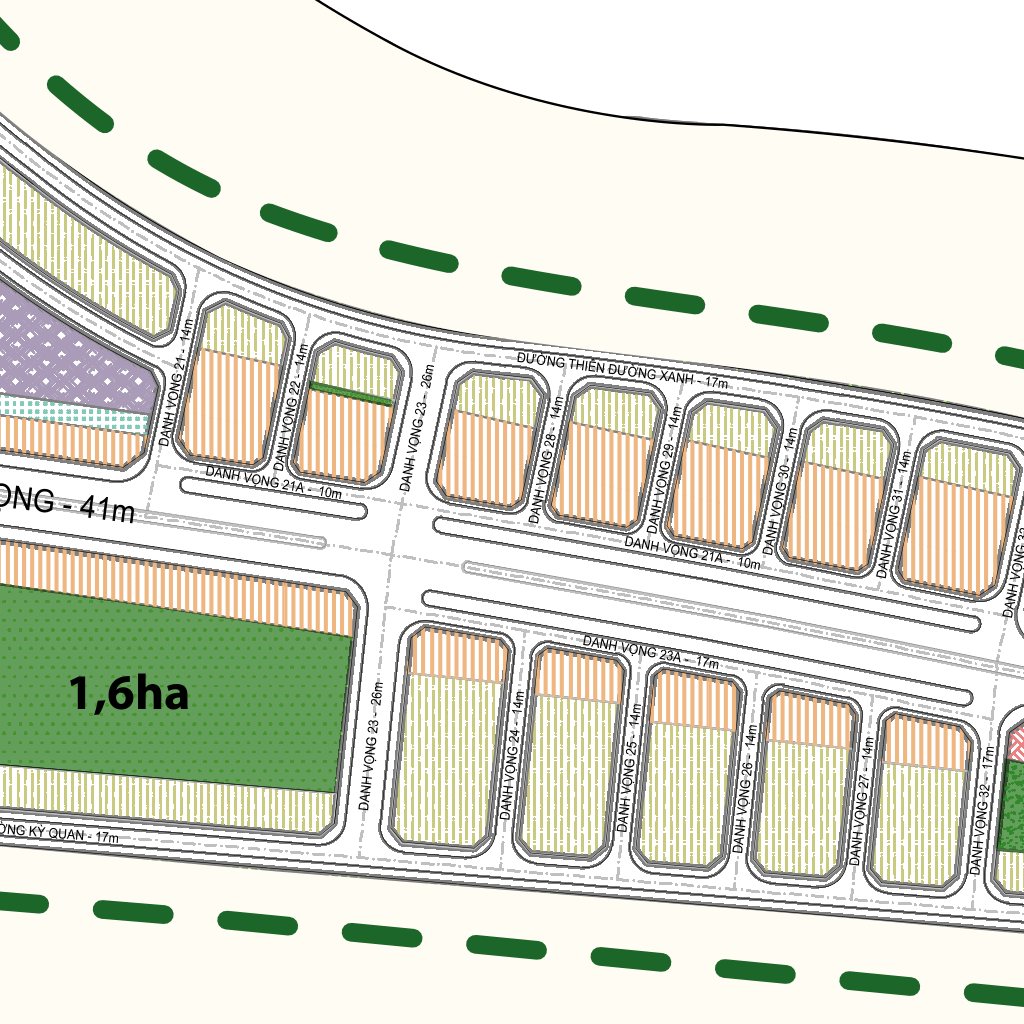 DANH VỌNG 21 - 14m
DANH VỌNG 22 - 14m
DANH VỌNG 23 - 26m
ĐƯỜNG THIÊN ĐƯỜNG XANH - 17m
DANH VỌNG 28 - 14m
DANH VỌNG 29 - 14m
DANH VỌNG 30 - 14m
DANH VỌNG 31 - 14m
DANH VỌNG 21A - 10m
- 41m
DANH VỌNG 21A - 10m
DANH VỌNG 23A - 17m
1,6ha
DANH VỌNG 23 - 26m
DANH VỌNG 24 - 14m
DANH VỌNG 25 - 14m
DANH VỌNG 26 - 14m
DANH VỌNG 27 - 14m
DANH VỌNG 32 - 17m
KỲ QUAN - 17m